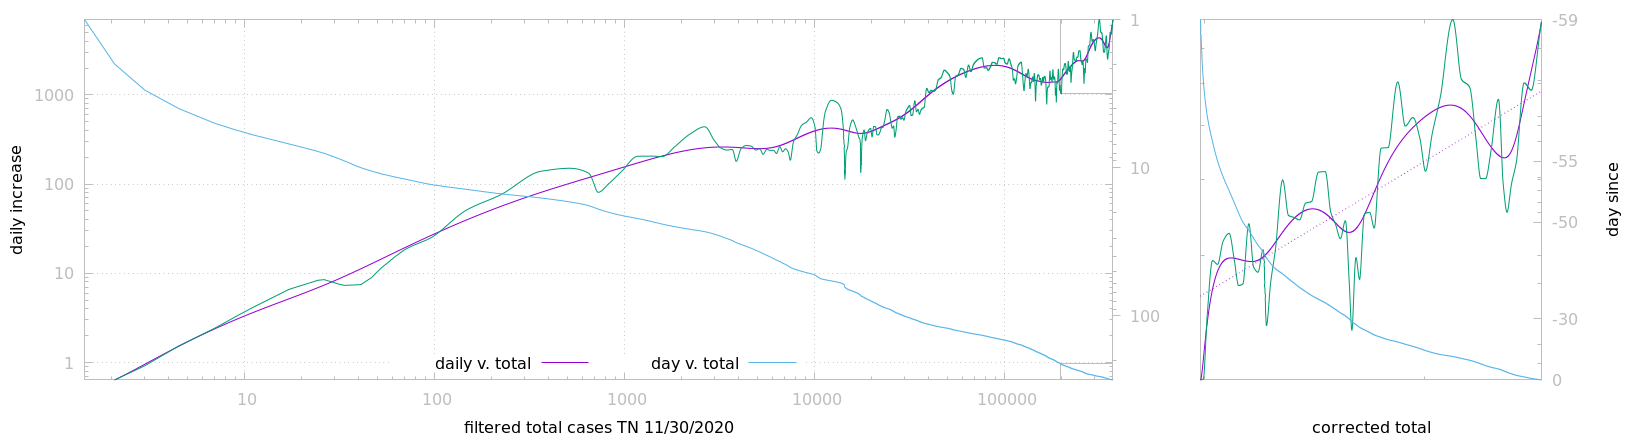 1
-59
1000
daily increase
100
10
-55
-50
day since
10
100
-30
1
daily v. total
day v. total
0
10
100
1000
10000
100000
filtered total cases TN 11/30/2020
corrected total